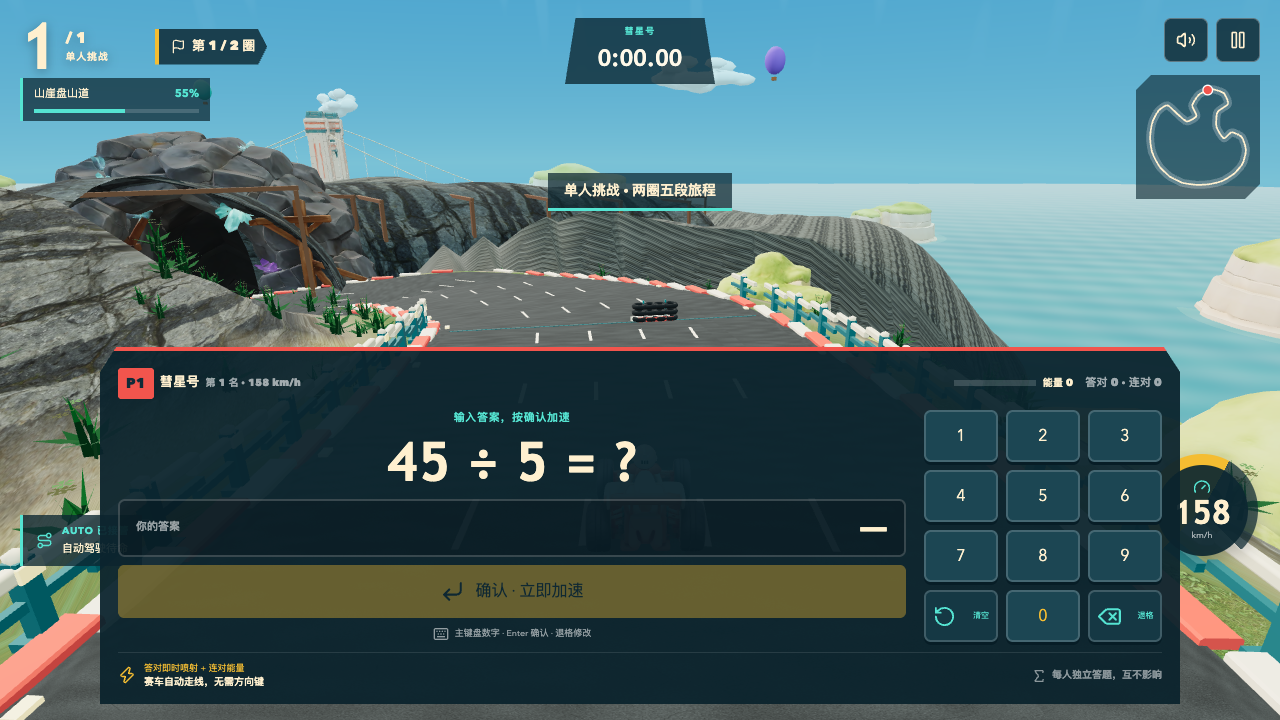 1 / 1
单人挑战
第 1 / 2 圈
彗星号
0:00.00
山崖盘山道 55%
单人挑战 • 两圈五段旅程
P1 彗星号 第 1 名 • 158 km/h
能量 0 答对 0 • 连对 0
输入答案，按确认加速
45 ÷ 5 = ?
你的答案 —
确认 · 立即加速
主键盘数字 · Enter 确认 · 退格修改
1 2 3
4 5 6
7 8 9
清空 0 退格
AUTO
自动驾驶
158
km/h
答对即时喷射 + 连对能量
赛车自动走线，无需方向键
每人独立答题，互不影响